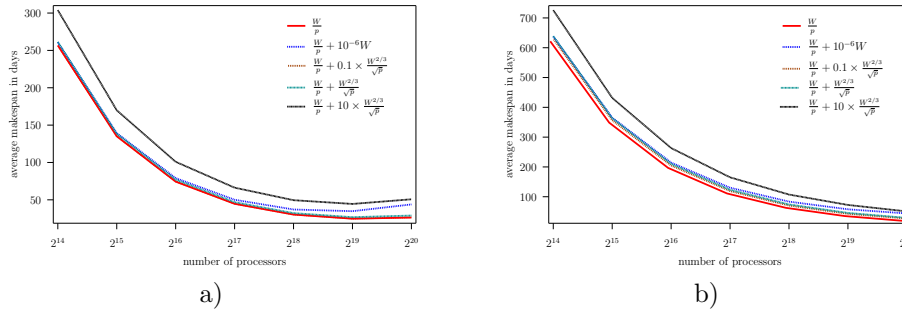 300
250
200
150
100
50
average makespan in days
2^14
2^15
2^16
2^17
2^18
2^19
2^20
number of processors
W/p
W/p + 10^−6 W
W/p + 0.1 × W^2/3/√p
W/p + W^2/3/√p
W/p + 10 × W^2/3/√p
a)
700
600
500
400
300
200
100
average makespan in days
2^14
2^15
2^16
2^17
2^18
2^19
number of processors
W/p
W/p + 10^−6 W
W/p + 0.1 × W^2/3/√p
W/p + W^2/3/√p
W/p + 10 × W^2/3/√p
b)